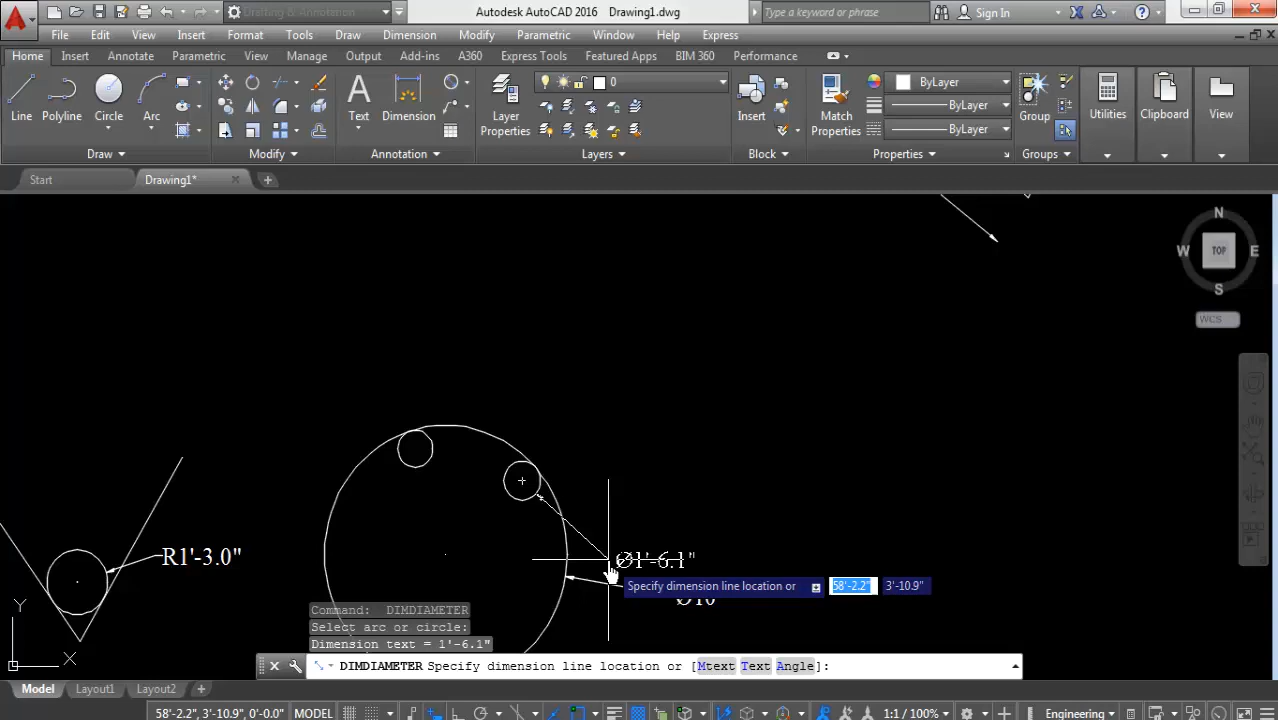 Drafting & Annotation
Autodesk AutoCAD 2016 Drawing1.dwg
Type a keyword or phrase
Sign In
File Edit View Insert Format Tools Draw Dimension Modify Parametric Window Help Express
Home Insert Annotate Parametric View Manage Output Add-ins A360 Express Tools Featured Apps BIM 360 Performance
Line Polyline Circle Arc
Text Dimension
Layer Properties
0
Insert
Match Properties
ByLayer
ByLayer
ByLayer
Group
Utilities Clipboard View
Draw Modify Annotation Layers Block Properties Groups
Start Drawing1*
N
W TOP E
S
WCS
R1'-3.0"
Ø1'-6.1"
Specify dimension line location or 58'-2.2" 3'-10.9"
Ø10'
Y
X
Command: DIMDIAMETER
Select arc or circle:
Dimension text = 1'-6.1"
DIMDIAMETER Specify dimension line location or [Mtext Text Angle]:
Model Layout1 Layout2 +
58'-2.2", 3'-10.9", 0'-0.0" MODEL 1:1 / 100% Engineering